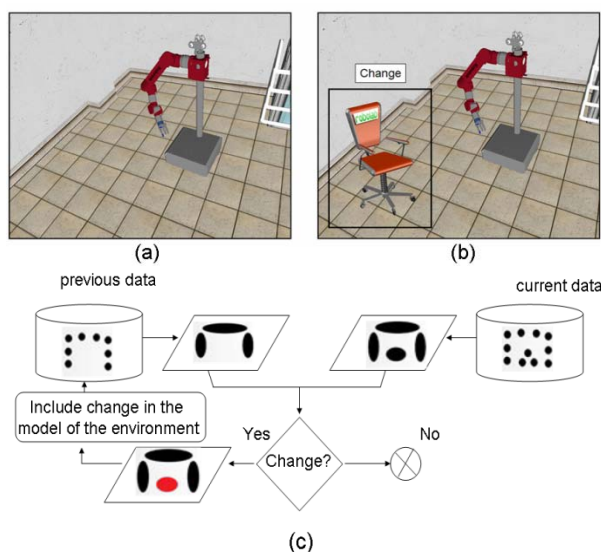 Change
(a)
(b)
previous data
current data
Include change in the
model of the environment
Yes
No
Change?
(c)